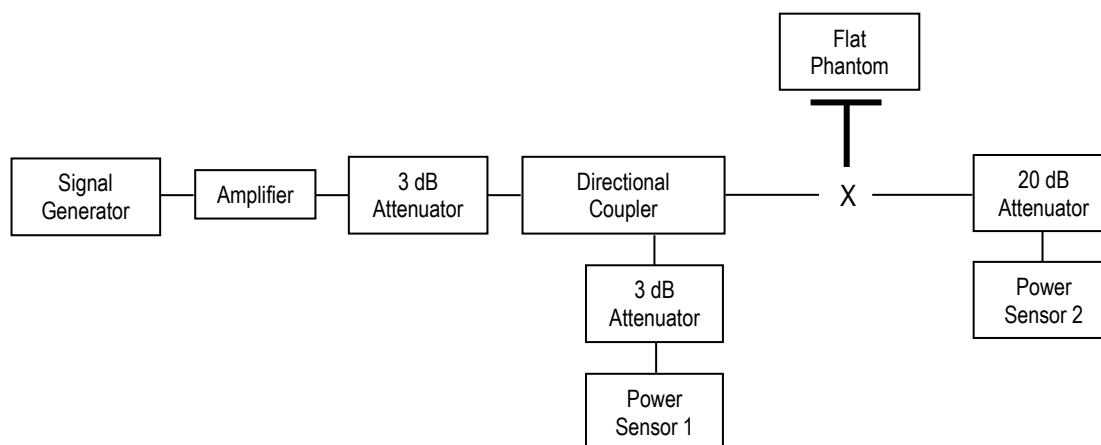 Flat
Phantom
Signal
Generator
Amplifier
3 dB
Attenuator
Directional
Coupler
X
20 dB
Attenuator
3 dB
Attenuator
Power
Sensor 2
Power
Sensor 1